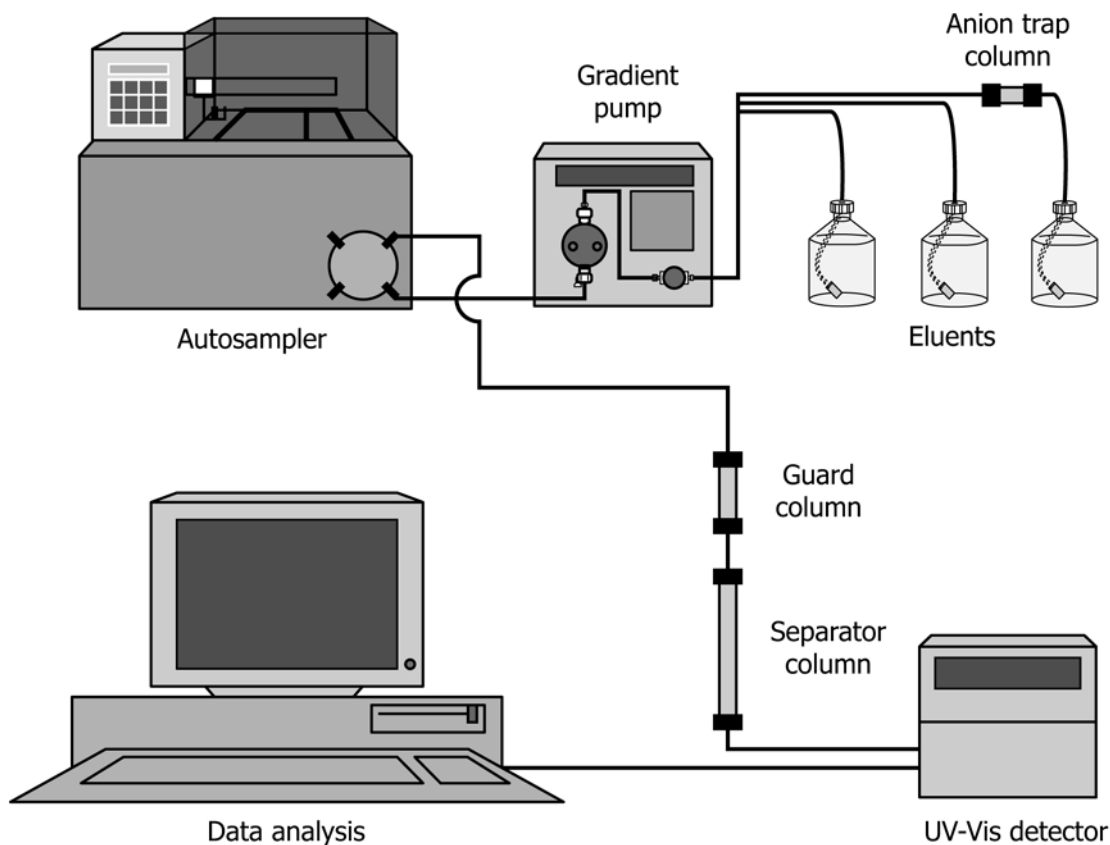 Anion trap
column
Gradient
pump
Autosampler
Eluents
Guard
column
Separator
column
Data analysis
UV-Vis detector